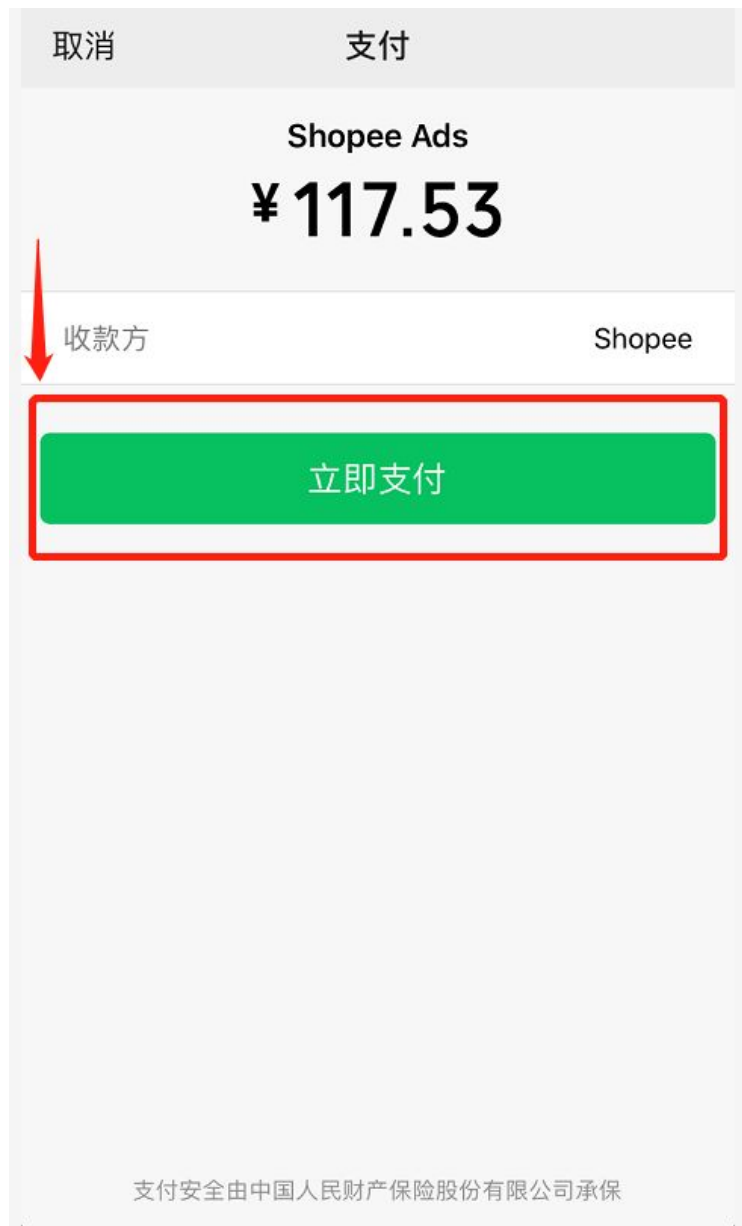 取消 支付
Shopee Ads
¥117.53
收款方 Shopee
立即支付
支付安全由中国人民财产保险股份有限公司承保